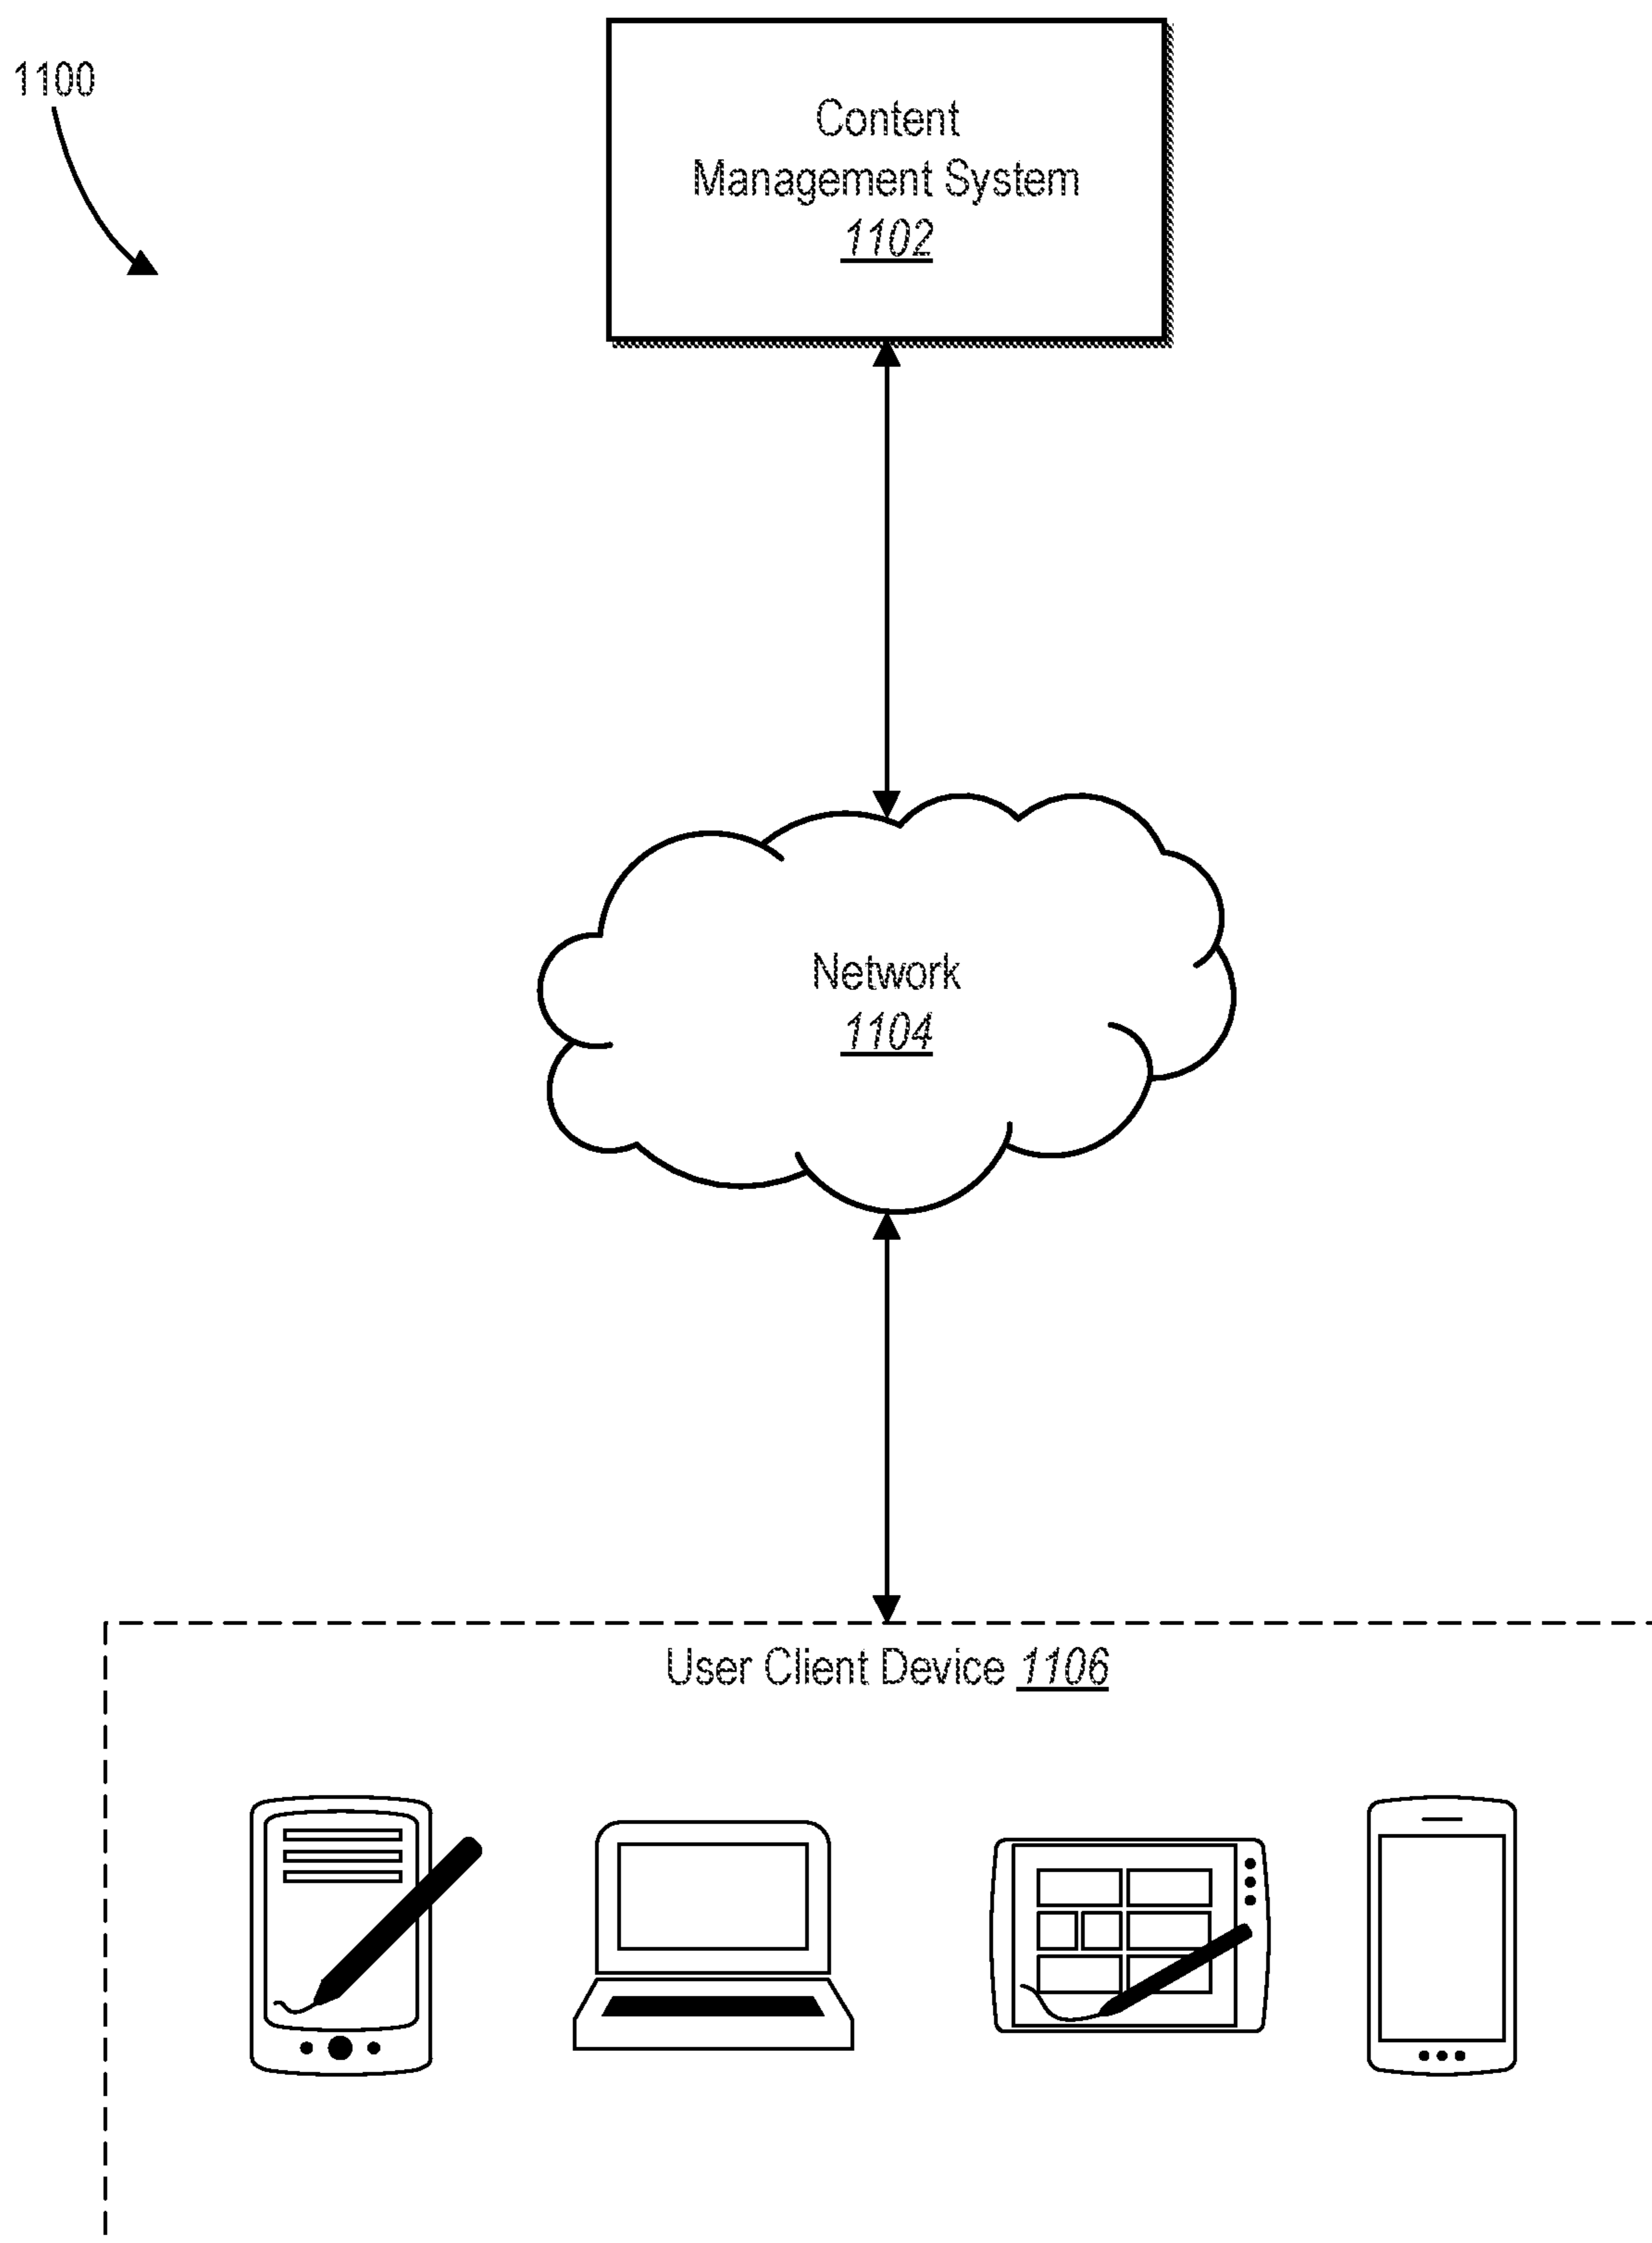 1100
Content
Management System
1102
Network
1104
User Client Device 1106